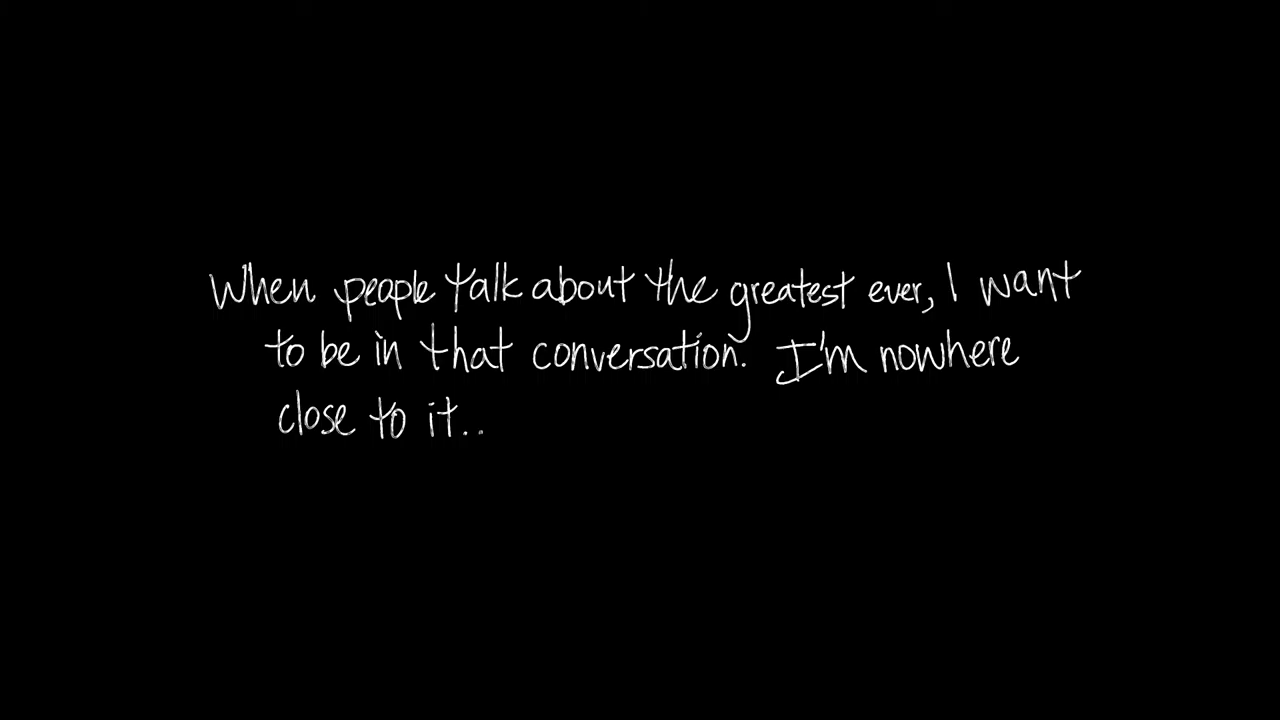 When people talk about the greatest ever, I want
to be in that conversation. I'm nowhere
close to it..